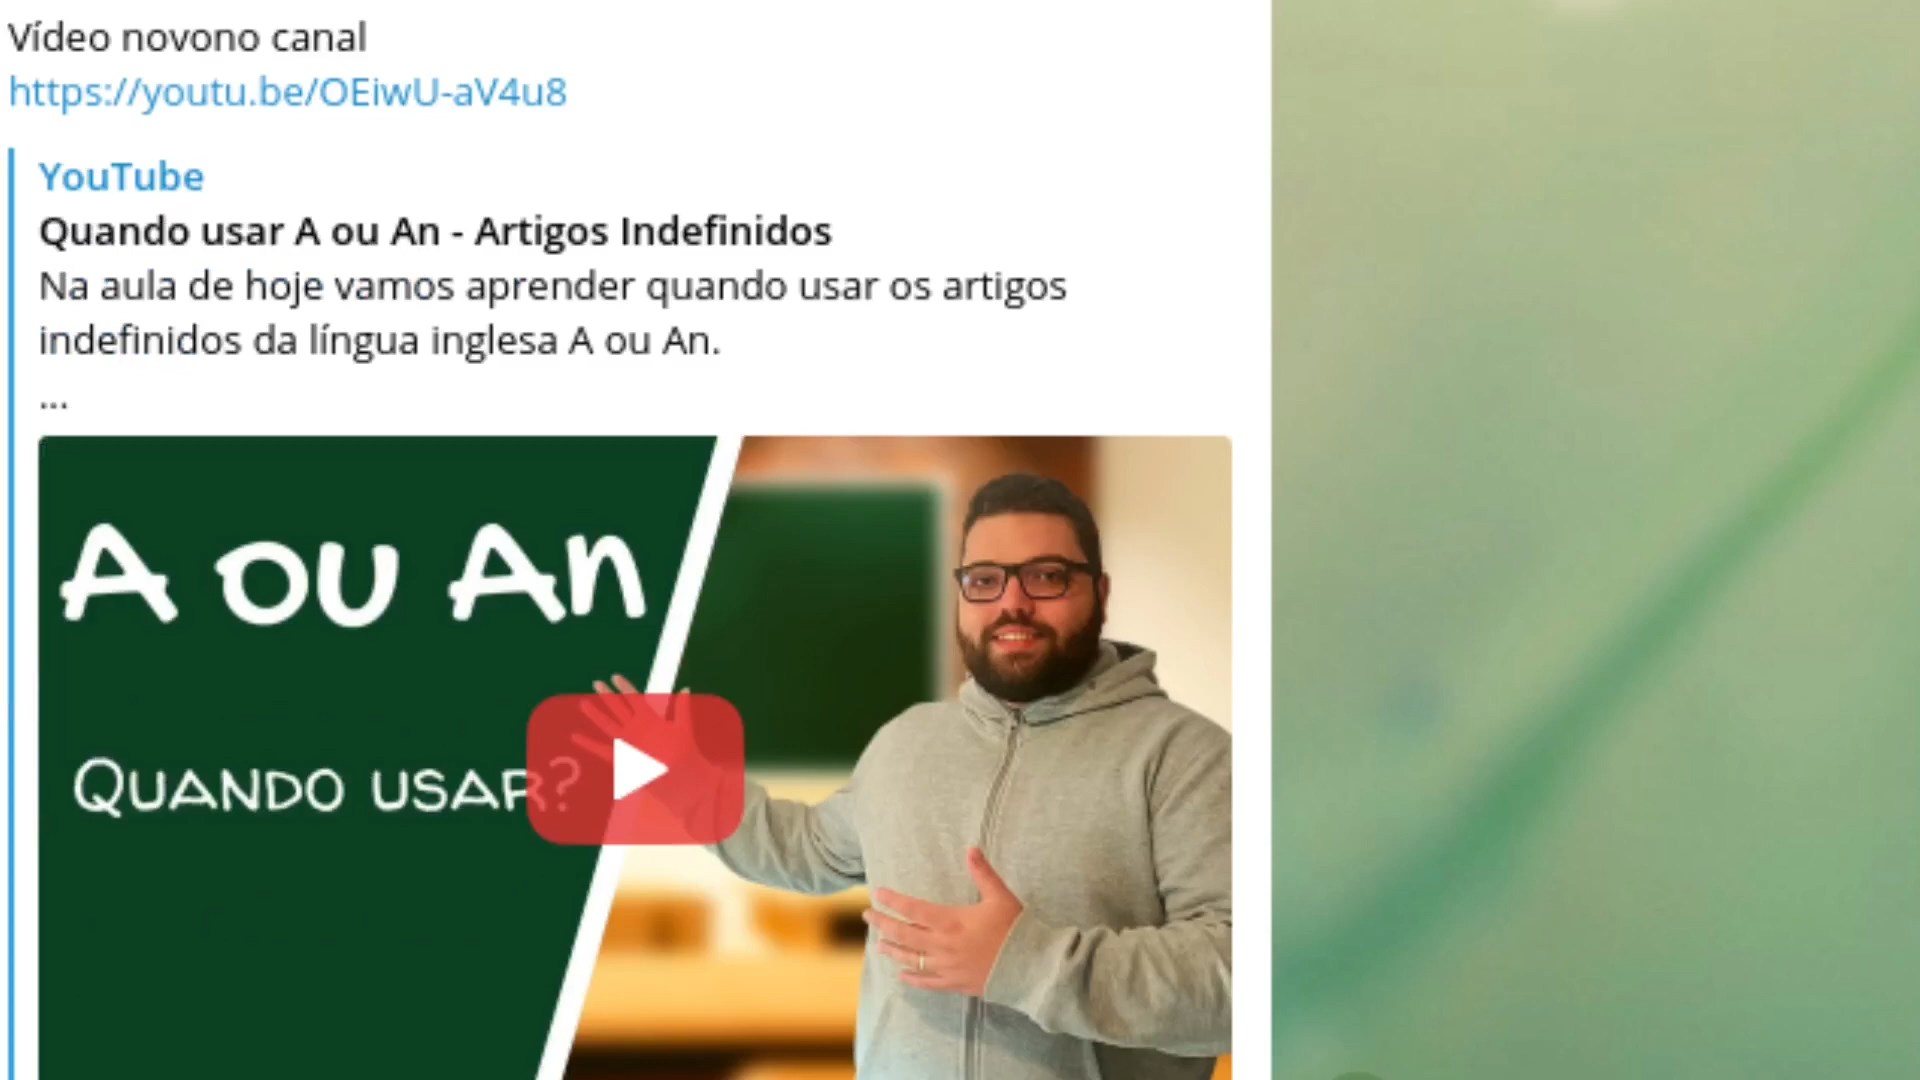 Vídeo novono canal
https://youtu.be/OEiwU-aV4u8
YouTube
Quando usar A ou An - Artigos Indefinidos
Na aula de hoje vamos aprender quando usar os artigos
indefinidos da língua inglesa A ou An.
...
A ou An
Quando usar?